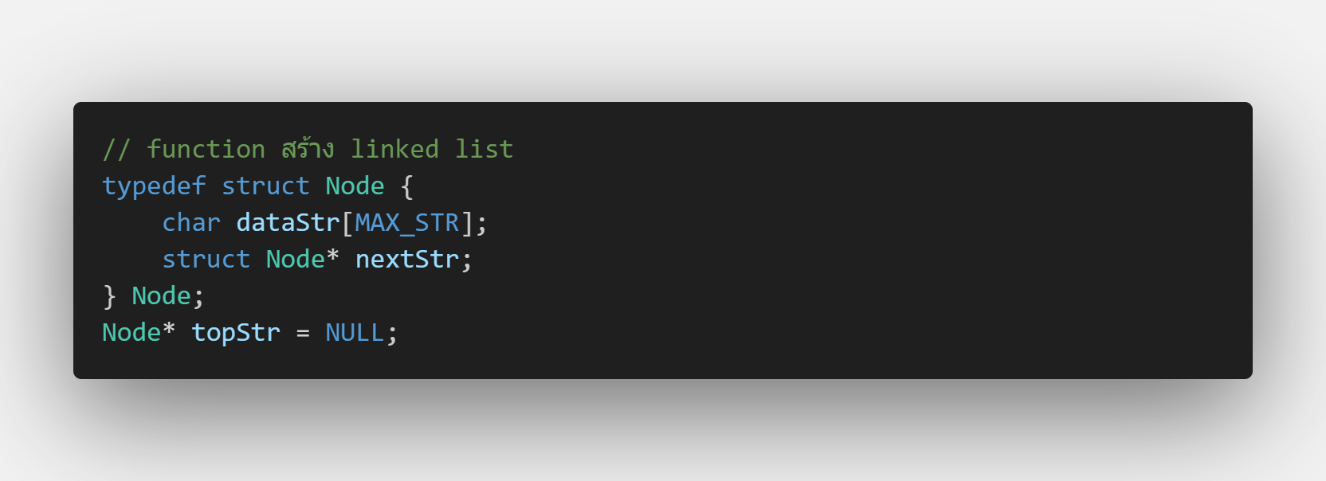 // function สร้าง linked list
typedef struct Node {
    char dataStr[MAX_STR];
    struct Node* nextStr;
} Node;
Node* topStr = NULL;